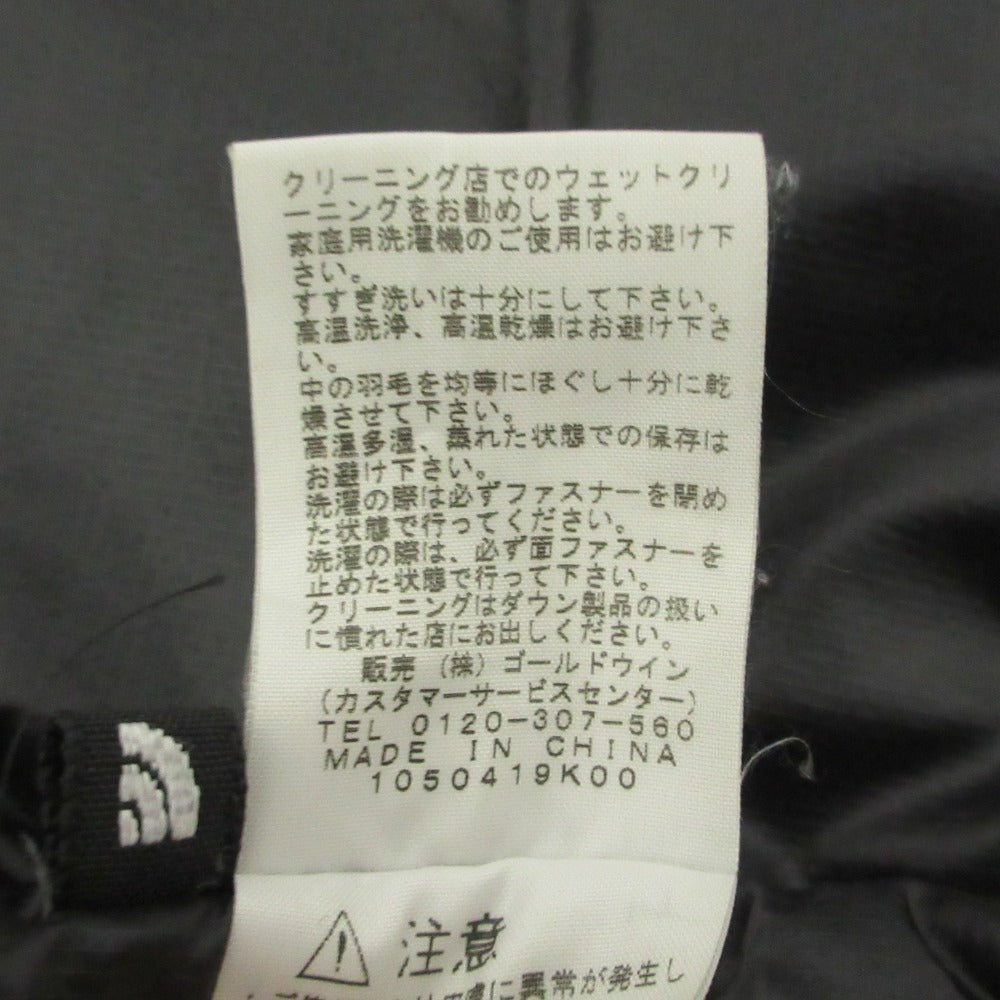 クリーニング店でのウェットクリ
ーニングをお勧めします。
家庭用洗濯機のご使用はお避け下
さい。
すすぎ洗いは十分にして下さい。
高温洗浄、高温乾燥はお避け下さ
い。
中の羽毛を均等にほぐし十分に乾
燥させて下さい。
高温多湿、蒸れた状態での保存は
お避け下さい。
洗濯の際は必ずファスナーを閉め
た状態で行ってください。
洗濯の際は、必ず面ファスナーを
止めた状態で行って下さい。
クリーニングはダウン製品の扱い
に慣れた店にお出しください。
販売 (株) ゴールドウイン
(カスタマーサービスセンター)
TEL 0120-307-560
MADE IN CHINA
1050419K00
注意
に異常が発生し